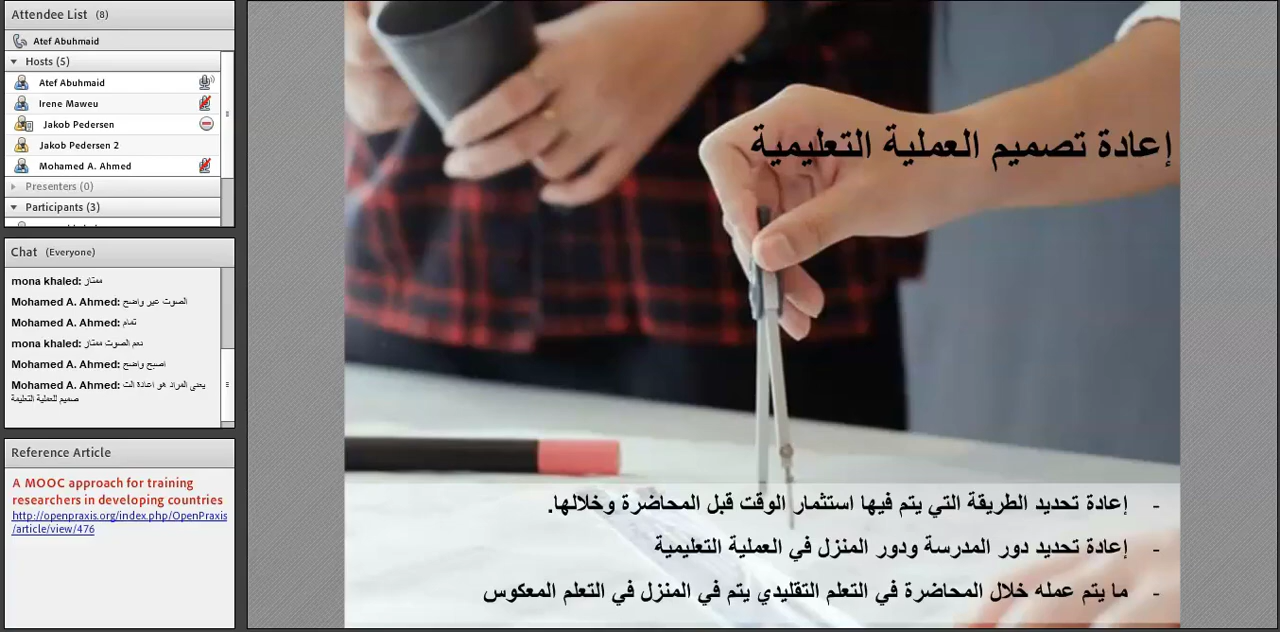 Attendee List (8)
Atef Abuhmaid
Hosts (5)
Atef Abuhmaid
Irene Maweu
Jakob Pedersen
Jakob Pedersen 2
Mohamed A. Ahmed
Presenters (0)
Participants (3)
Chat (Everyone)
mona khaled: ممتاز
Mohamed A. Ahmed: الصوت غير واضح
Mohamed A. Ahmed: تمام
mona khaled: نعم الصوت ممتاز
Mohamed A. Ahmed: اصبح واضح
Mohamed A. Ahmed: يعنى المراد هو اعادة الت
صميم للعملية التعليمة
Reference Article
A MOOC approach for training
researchers in developing countries
http://openpraxis.org/index.php/OpenPraxis
/article/view/476
إعادة تصميم العملية التعليمية
- إعادة تحديد الطريقة التي يتم فيها استثمار الوقت قبل المحاضرة وخلالها.
- إعادة تحديد دور المدرسة ودور المنزل في العملية التعليمية
- ما يتم عمله خلال المحاضرة في التعلم التقليدي يتم في المنزل في التعلم المعكوس